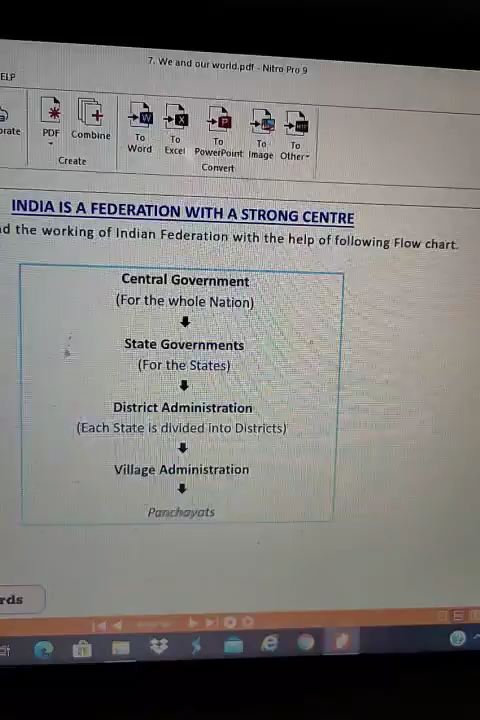 7. We and our world.pdf - Nitro Pro 9
ELP
PDF
Combine
To Word
To Excel
To PowerPoint
To Image
To Other
Create
Convert
INDIA IS A FEDERATION WITH A STRONG CENTRE
the working of Indian Federation with the help of following Flow chart.
Central Government
(For the whole Nation)
State Governments
(For the States)
District Administration
(Each State is divided into Districts)
Village Administration
Panchayats
rds